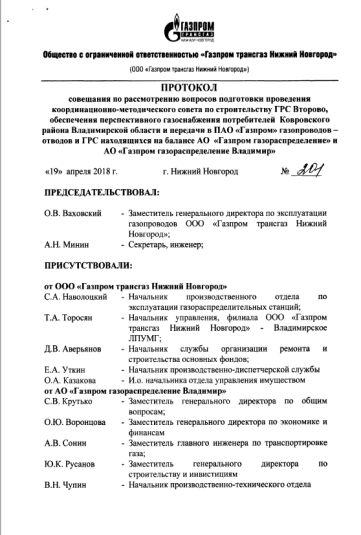 ГАЗПРОМ
ТРАНСГАЗ
НИЖНИЙ НОВГОРОД
Общество с ограниченной ответственностью «Газпром трансгаз Нижний Новгород»
(ООО «Газпром трансгаз Нижний Новгород»)
ПРОТОКОЛ
совещания по рассмотрению вопросов подготовки проведения
координационно-методического совета по строительству ГРС Второво,
обеспечения перспективного газоснабжения потребителей Ковровского
района Владимирской области и передачи в ПАО «Газпром» газопроводов –
отводов и ГРС находящихся на балансе АО «Газпром газораспределение» и
АО «Газпром газораспределение Владимир»
«19» апреля 2018 г. г. Нижний Новгород № 201
ПРЕДСЕДАТЕЛЬСТВОВАЛ:
О.В. Ваховский - Заместитель генерального директора по эксплуатации
газопроводов ООО «Газпром трансгаз Нижний
Новгород»;
А.Н. Минин - Секретарь, инженер;
ПРИСУТСТВОВАЛИ:
от ООО «Газпром трансгаз Нижний Новгород»
С.А. Наволоцкий - Начальник производственного отдела по
эксплуатации газораспределительных станций;
Т.А. Торосян - Начальник управления, филиала ООО «Газпром
трансгаз Нижний Новгород» - Владимирское
ЛПУМГ;
Д.В. Аверьянов - Начальник службы организации ремонта и
строительства основных фондов;
Е.А. Уткин - Начальник производственно-диспетчерской службы
О.А. Казакова - И.о. начальника отдела управления имуществом
от АО «Газпром газораспределение Владимир»
С.В. Крутько - Заместитель генерального директора по общим
вопросам;
О.Ю. Воронцова - Заместитель генерального директора по экономике и
финансам
А.В. Сонин - Заместитель главного инженера по транспортировке
газа;
Ю.К. Русанов - Заместитель генерального директора по
строительству и инвистициям
В.Н. Чупин - Начальник производственно-технического отдела